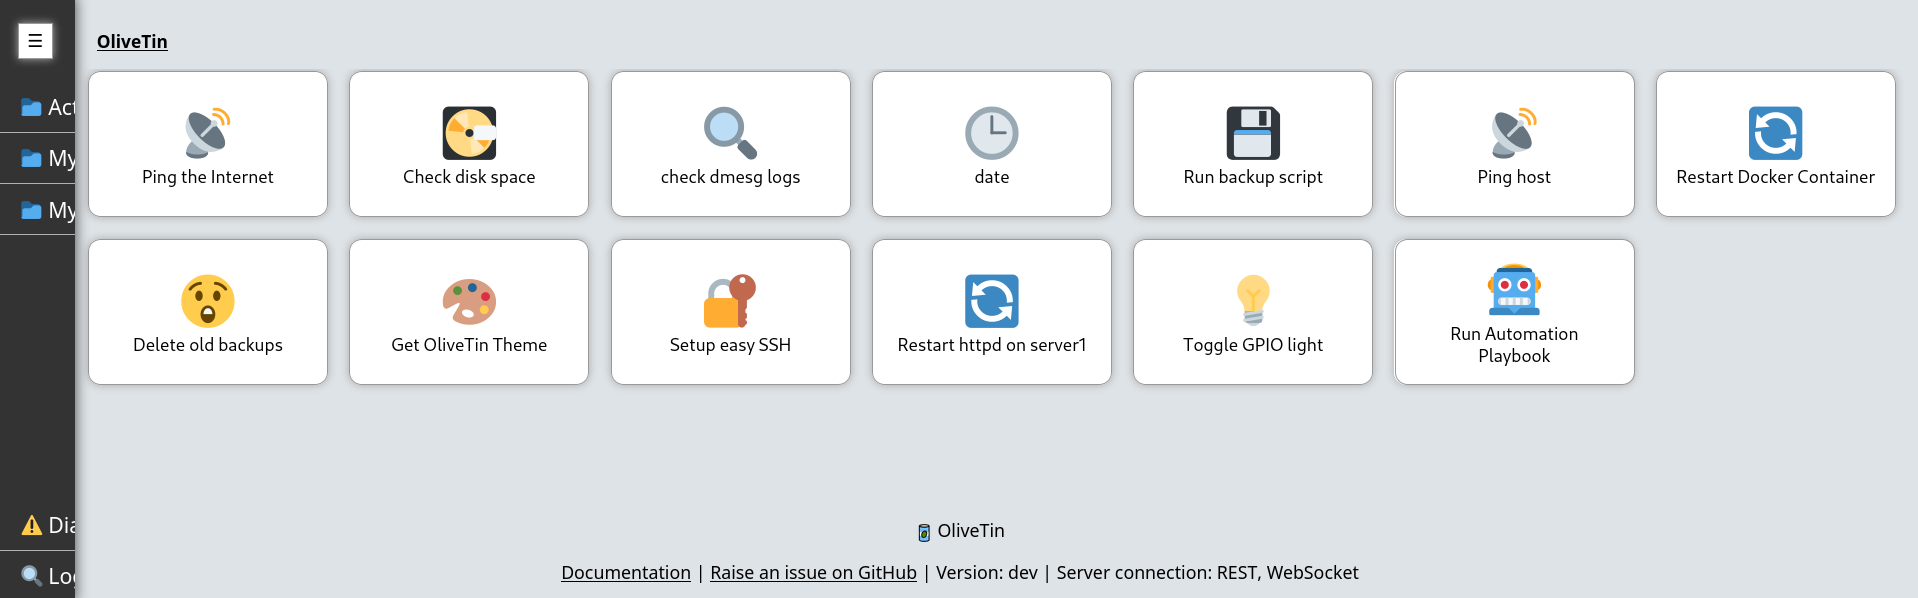 ☰
OliveTin
Act
My
My
Ping the Internet
Check disk space
check dmesg logs
date
Run backup script
Ping host
Restart Docker Container
Delete old backups
Get OliveTin Theme
Setup easy SSH
Restart httpd on server1
Toggle GPIO light
Run Automation
Playbook
Dia
Log
OliveTin
Documentation | Raise an issue on GitHub | Version: dev | Server connection: REST, WebSocket